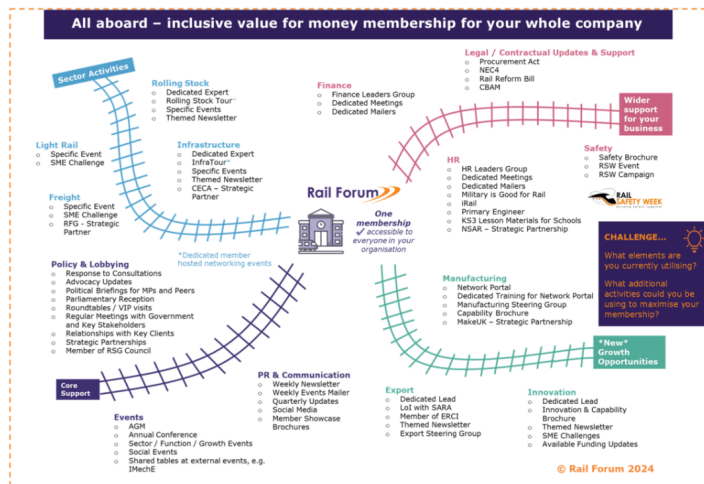 All aboard – inclusive value for money membership for your whole company
Sector Activities
Rolling Stock
o Dedicated Expert
o Rolling Stock Tour*
o Specific Events
o Themed Newsletter
Light Rail
o Specific Event
o SME Challenge
Infrastructure
o Dedicated Expert
o InfraTour*
o Specific Events
o Themed Newsletter
o CECA – Strategic
Partner
Freight
o Specific Event
o SME Challenge
o RFG - Strategic
Partner
*Dedicated member
hosted networking events
Finance
o Finance Leaders Group
o Dedicated Meetings
o Dedicated Mailers
Legal / Contractual Updates & Support
o Procurement Act
o NEC4
o Rail Reform Bill
o CBAM
Wider
support
for your
business
HR
o HR Leaders Group
o Dedicated Meetings
o Dedicated Mailers
o Military is Good for Rail
o iRail
o Primary Engineer
o KS3 Lesson Materials for Schools
o NSAR – Strategic Partnership
Safety
o Safety Brochure
o RSW Event
o RSW Campaign
RAIL
SAFETY WEEK
Rail Forum
One
membership
✓ accessible to
everyone in your
organisation
CHALLENGE...
What elements are
you currently utilising?
What additional
activities could you be
using to maximise your
membership?
Policy & Lobbying
o Response to Consultations
o Advocacy Updates
o Political Briefings for MPs and Peers
o Parliamentary Reception
o Roundtables / VIP visits
o Regular Meetings with Government
and Key Stakeholders
o Relationships with Key Clients
o Strategic Partnerships
o Member of RSG Council
Core
Support
PR & Communication
o Weekly Newsletter
o Weekly Events Mailer
o Quarterly Updates
o Social Media
o Member Showcase
Brochures
Events
o AGM
o Annual Conference
o Sector / Function / Growth Events
o Social Events
o Shared tables at external events, e.g.
IMechE
Manufacturing
o Network Portal
o Dedicated Training for Network Portal
o Manufacturing Steering Group
o Capability Brochure
o MakeUK – Strategic Partnership
*New*
Growth
Opportunities
Export
o Dedicated Lead
o LoI with SARA
o Member of ERCI
o Themed Newsletter
o Export Steering Group
Innovation
o Dedicated Lead
o Innovation & Capability
Brochure
o Themed Newsletter
o SME Challenges
o Available Funding Updates
© Rail Forum 2024